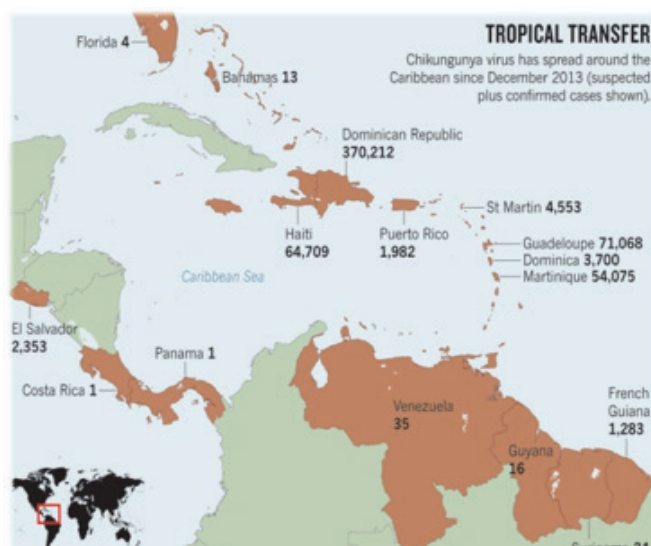 TROPICAL TRANSFER
Chikungunya virus has spread around the
Caribbean since December 2013 (suspected
plus confirmed cases shown).
Florida 4
Bahamas 13
Dominican Republic
370,212
Haiti
64,709
Puerto Rico
1,982
St Martin 4,553
Guadeloupe 71,068
Dominica 3,700
Martinique 54,075
Caribbean Sea
El Salvador
2,353
Panama 1
Costa Rica 1
Venezuela
35
Guyana
16
French
Guiana
1,283